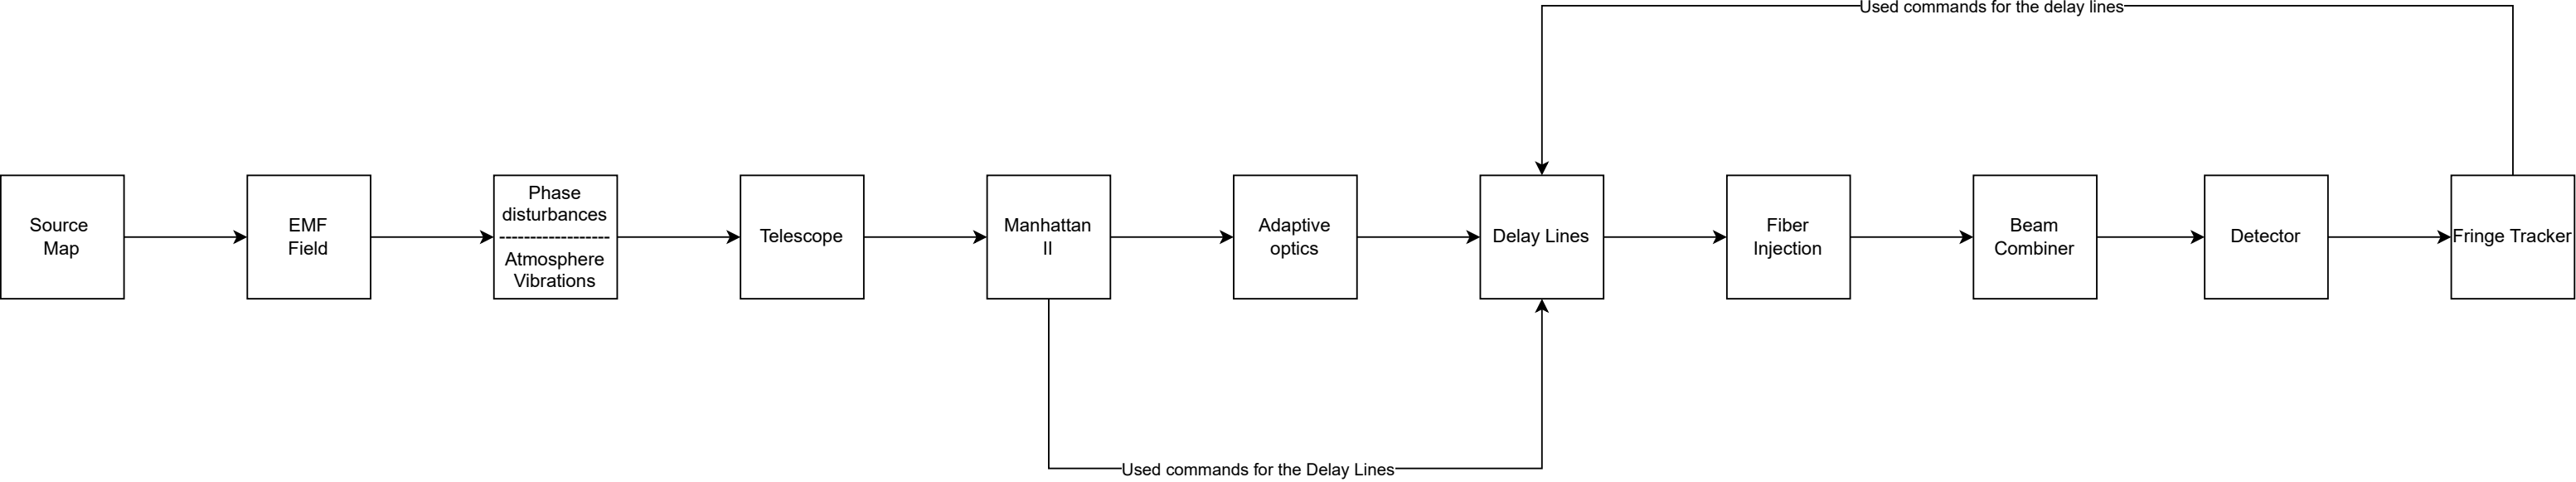 Used commands for the delay lines
Source
Map
EMF
Field
Phase
disturbances
--------------------
Atmosphere
Vibrations
Telescope
Manhattan
II
Adaptive
optics
Delay Lines
Fiber
Injection
Beam
Combiner
Detector
Fringe Tracker
Used commands for the Delay Lines